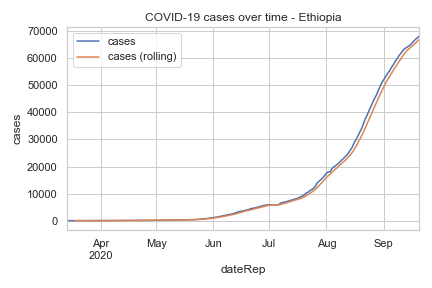 COVID-19 cases over time - Ethiopia
cases
cases (rolling)
70000
60000
50000
40000
30000
20000
10000
0
cases
Apr
2020
May
Jun
Jul
Aug
Sep
dateRep